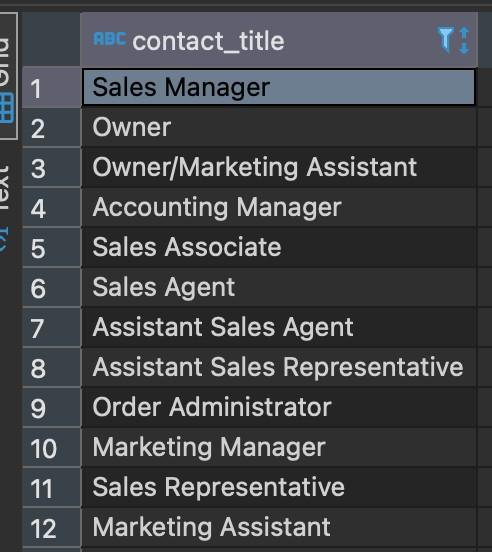 Grid
Text
ABC contact_title
1 Sales Manager
2 Owner
3 Owner/Marketing Assistant
4 Accounting Manager
5 Sales Associate
6 Sales Agent
7 Assistant Sales Agent
8 Assistant Sales Representative
9 Order Administrator
10 Marketing Manager
11 Sales Representative
12 Marketing Assistant